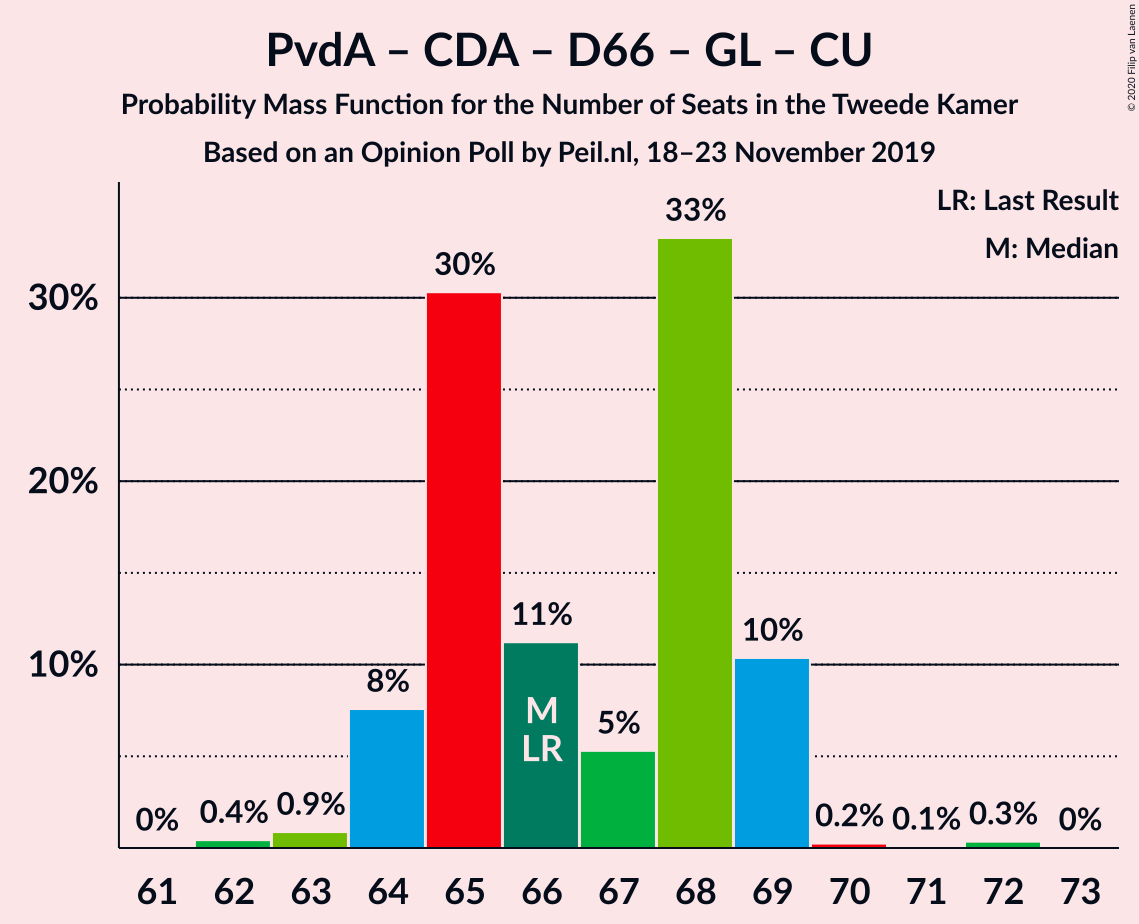 PvdA – CDA – D66 – GL – CU
Probability Mass Function for the Number of Seats in the Tweede Kamer
Based on an Opinion Poll by Peil.nl, 18–23 November 2019
© 2020 Filip van Laenen
LR: Last Result
M: Median
30%
20%
10%
0%
0.4%
0.9%
8%
30%
11%
5%
33%
10%
0.2%
0.1%
0.3%
0%
M
LR
61 62 63 64 65 66 67 68 69 70 71 72 73